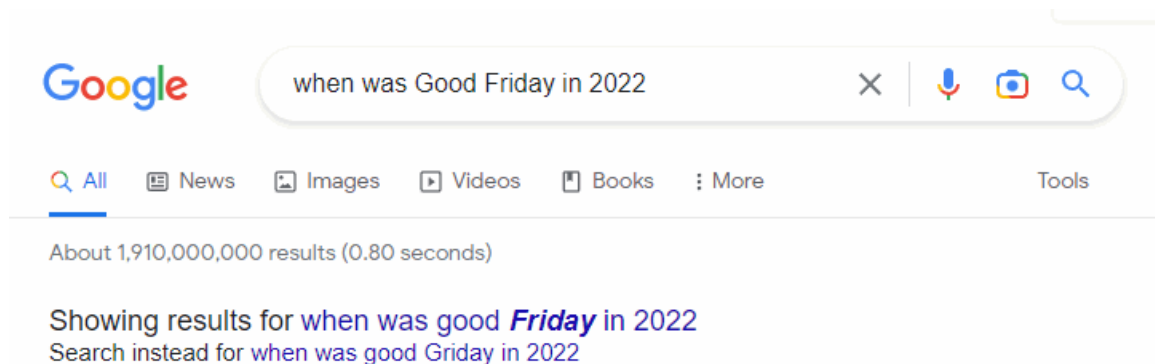 Google when was Good Friday in 2022
All News Images Videos Books More Tools
About 1,910,000,000 results (0.80 seconds)
Showing results for when was good Friday in 2022
Search instead for when was good Griday in 2022